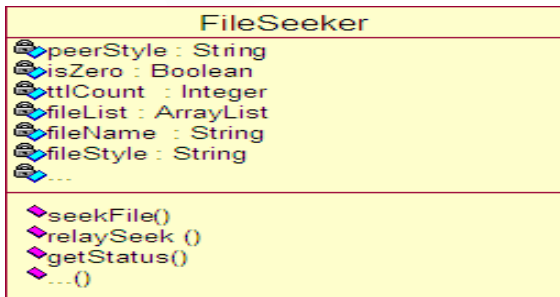 FileSeeker
peerStyle : String
isZero : Boolean
ttlCount : Integer
fileList : ArrayList
fileName : String
fileStyle : String
...
seekFile()
relaySeek ()
getStatus()
...()